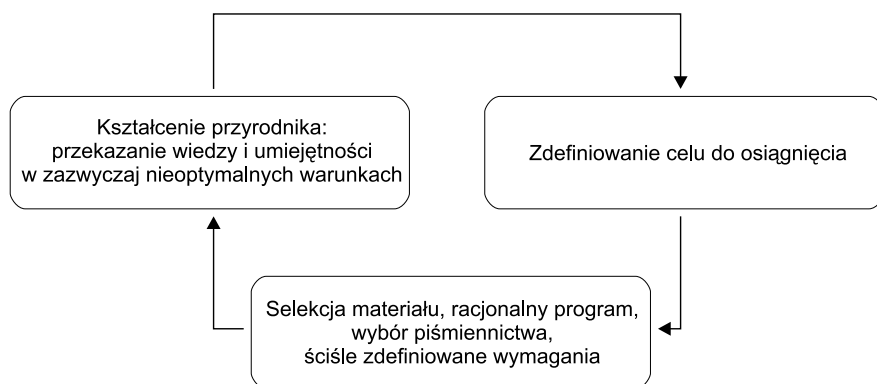 Kształcenie przyrodnika:
przekazanie wiedzy i umiejętności
w zazwyczaj nieoptymalnych warunkach
Zdefiniowanie celu do osiągnięcia
Selekcja materiału, racjonalny program,
wybór piśmiennictwa,
ściśle zdefiniowane wymagania